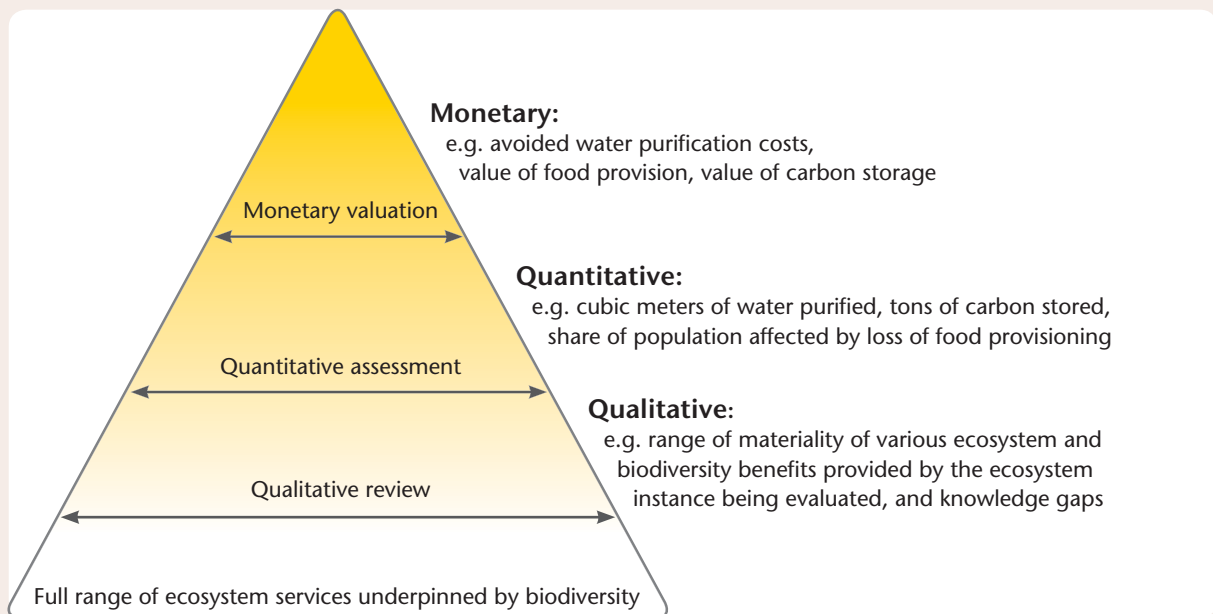 Monetary:
e.g. avoided water purification costs,
value of food provision, value of carbon storage
Monetary valuation
Quantitative:
e.g. cubic meters of water purified, tons of carbon stored,
share of population affected by loss of food provisioning
Quantitative assessment
Qualitative:
e.g. range of materiality of various ecosystem and
biodiversity benefits provided by the ecosystem
instance being evaluated, and knowledge gaps
Qualitative review
Full range of ecosystem services underpinned by biodiversity